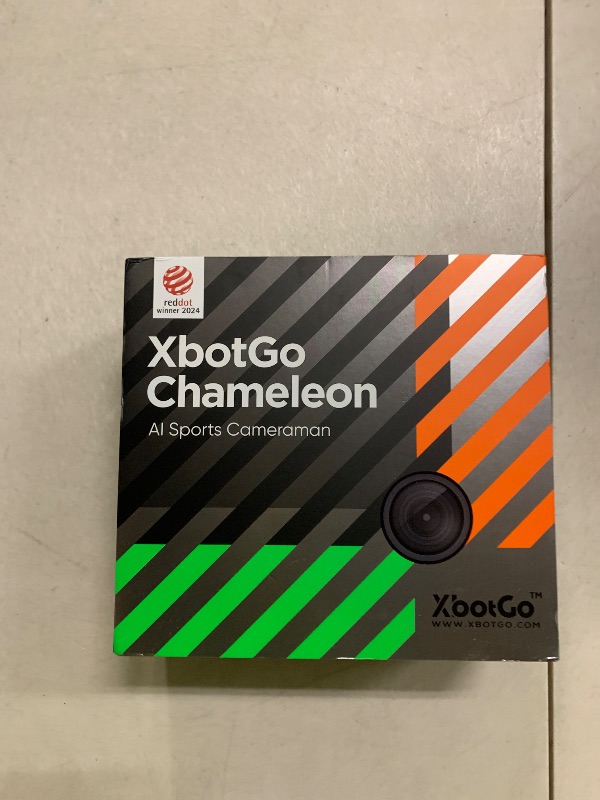 reddot
winner 2024
XbotGo
Chameleon
AI Sports Cameraman
XbotGo™
WWW.XBOTGO.COM